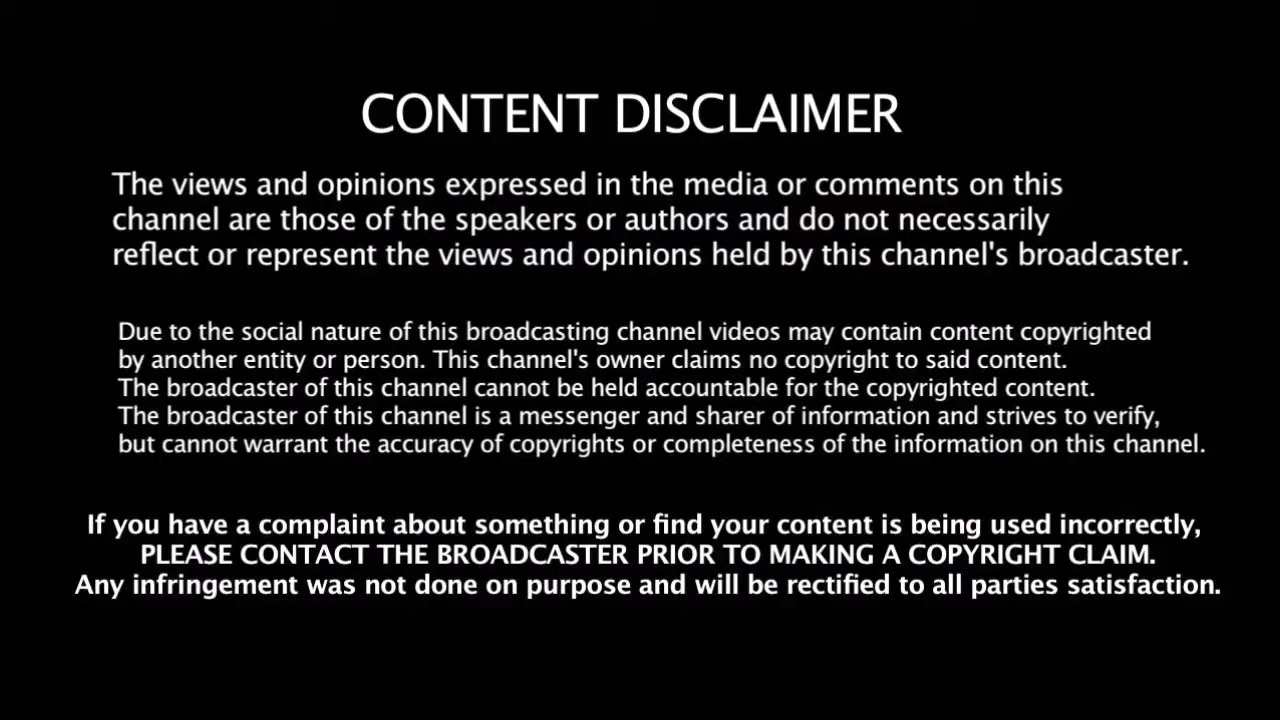 CONTENT DISCLAIMER
The views and opinions expressed in the media or comments on this
channel are those of the speakers or authors and do not necessarily
reflect or represent the views and opinions held by this channel's broadcaster.
Due to the social nature of this broadcasting channel videos may contain content copyrighted
by another entity or person. This channel's owner claims no copyright to said content.
The broadcaster of this channel cannot be held accountable for the copyrighted content.
The broadcaster of this channel is a messenger and sharer of information and strives to verify,
but cannot warrant the accuracy of copyrights or completeness of the information on this channel.
If you have a complaint about something or find your content is being used incorrectly,
PLEASE CONTACT THE BROADCASTER PRIOR TO MAKING A COPYRIGHT CLAIM.
Any infringement was not done on purpose and will be rectified to all parties satisfaction.